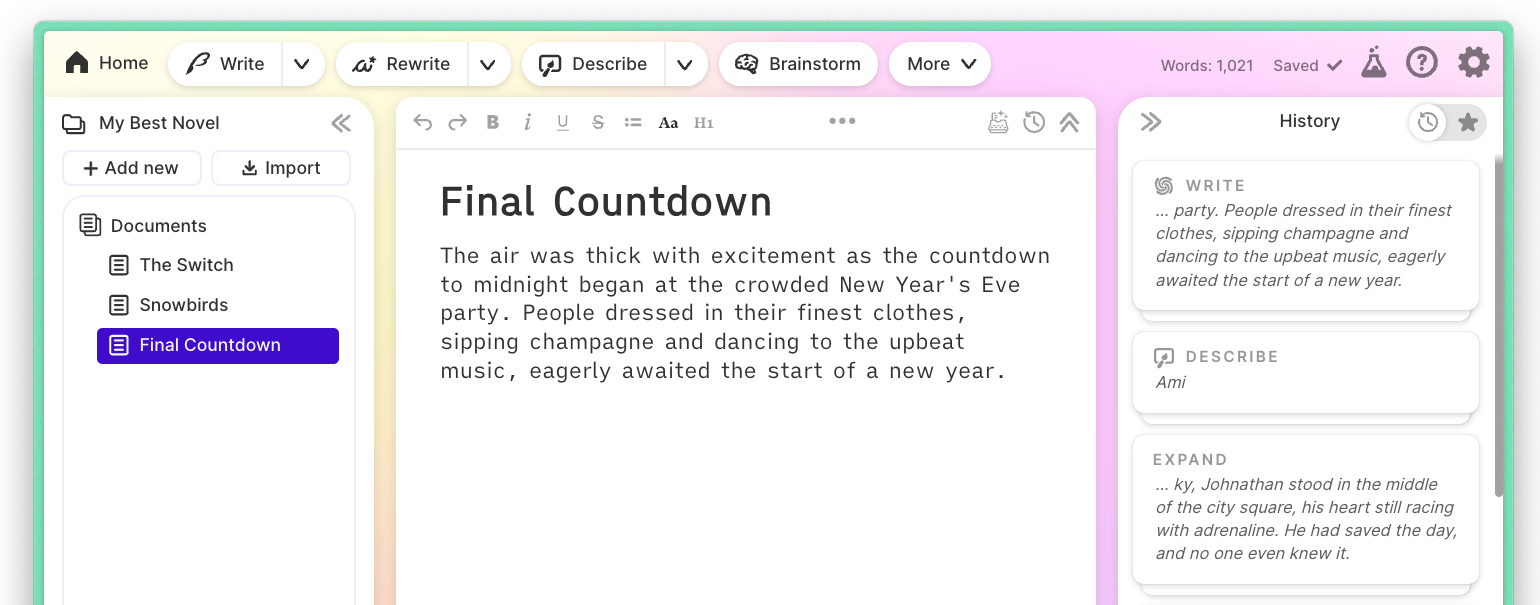 Home
Write
Rewrite
Describe
Brainstorm
More
Words: 1,021
Saved
My Best Novel
Add new
Import
Documents
The Switch
Snowbirds
Final Countdown
B i U S Aa H1
Final Countdown
The air was thick with excitement as the countdown
to midnight began at the crowded New Year's Eve
party. People dressed in their finest clothes,
sipping champagne and dancing to the upbeat
music, eagerly awaited the start of a new year.
History
WRITE
... party. People dressed in their finest
clothes, sipping champagne and
dancing to the upbeat music, eagerly
awaited the start of a new year.
DESCRIBE
Ami
EXPAND
... ky, Johnathan stood in the middle
of the city square, his heart still racing
with adrenaline. He had saved the day,
and no one even knew it.